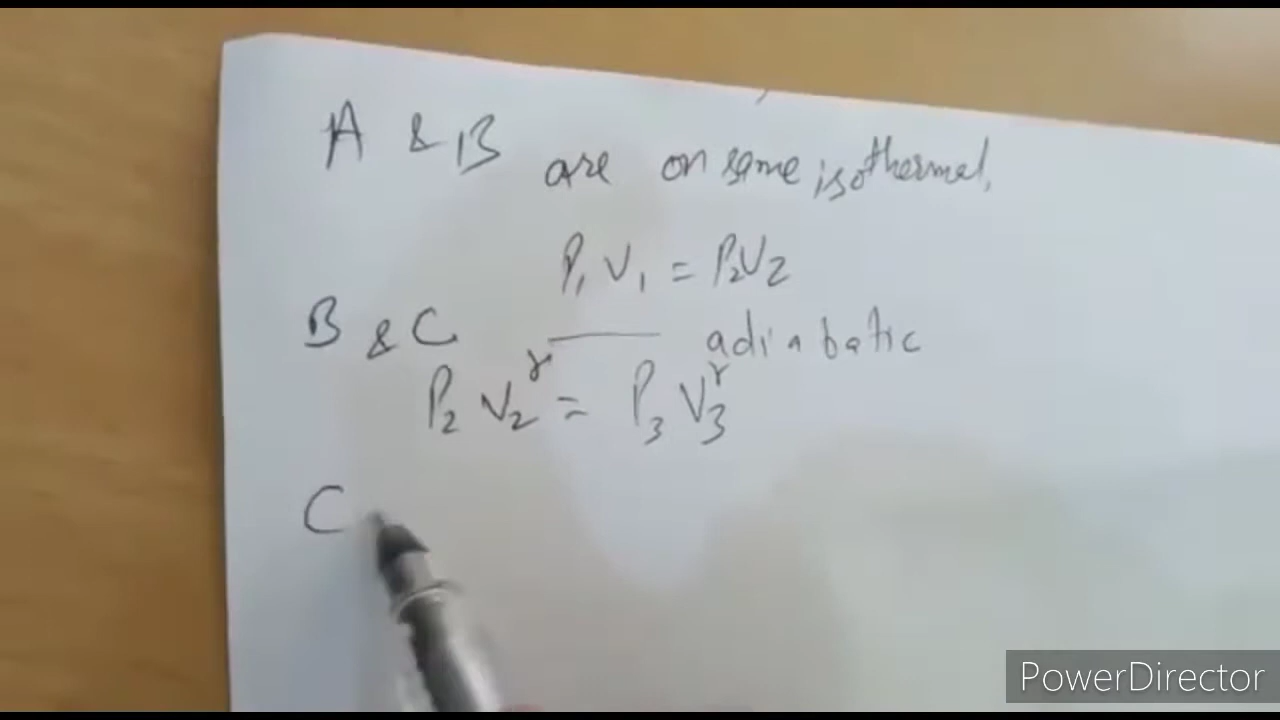 A & B are on same isothermal,
P₁V₁ = P₂V₂
B & C —— adiabatic
P₂V₂^γ = P₃V₃^γ
C
PowerDirector